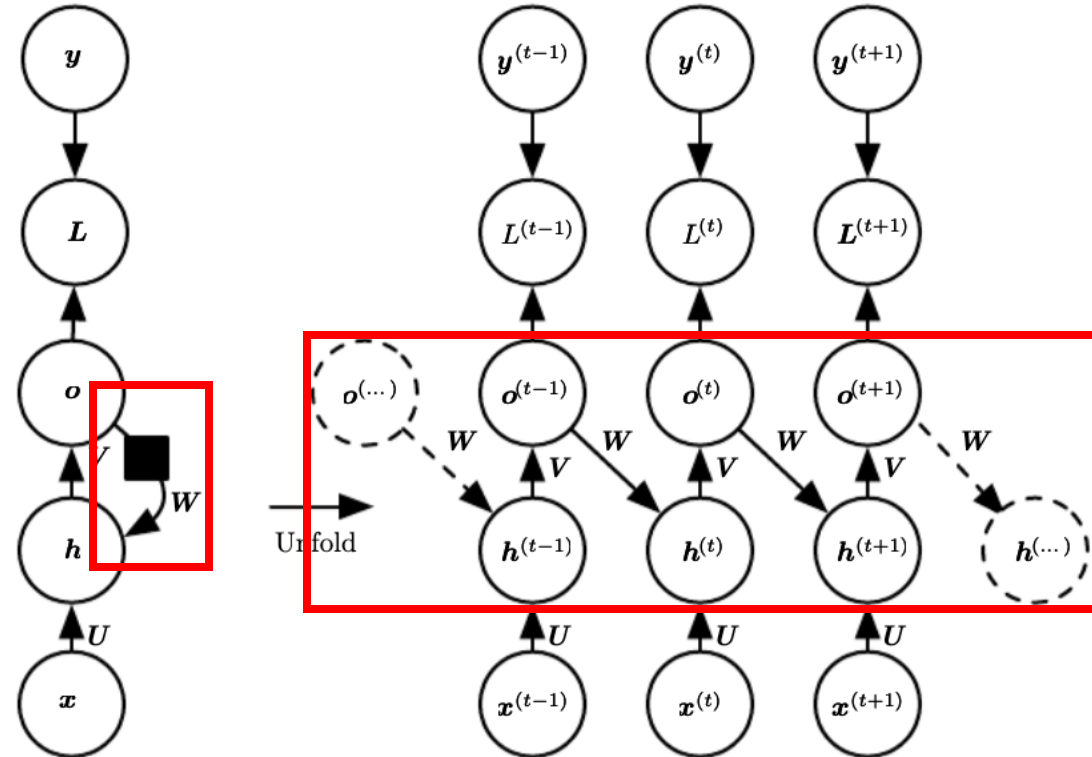 y y^(t−1) y^(t) y^(t+1)
L L^(t−1) L^(t) L^(t+1)
o o^(...) o^(t−1) o^(t) o^(t+1)
W W W W
V V V V
W
Unfold
h h^(t−1) h^(t) h^(t+1) h^(...)
U U U U
x x^(t−1) x^(t) x^(t+1)